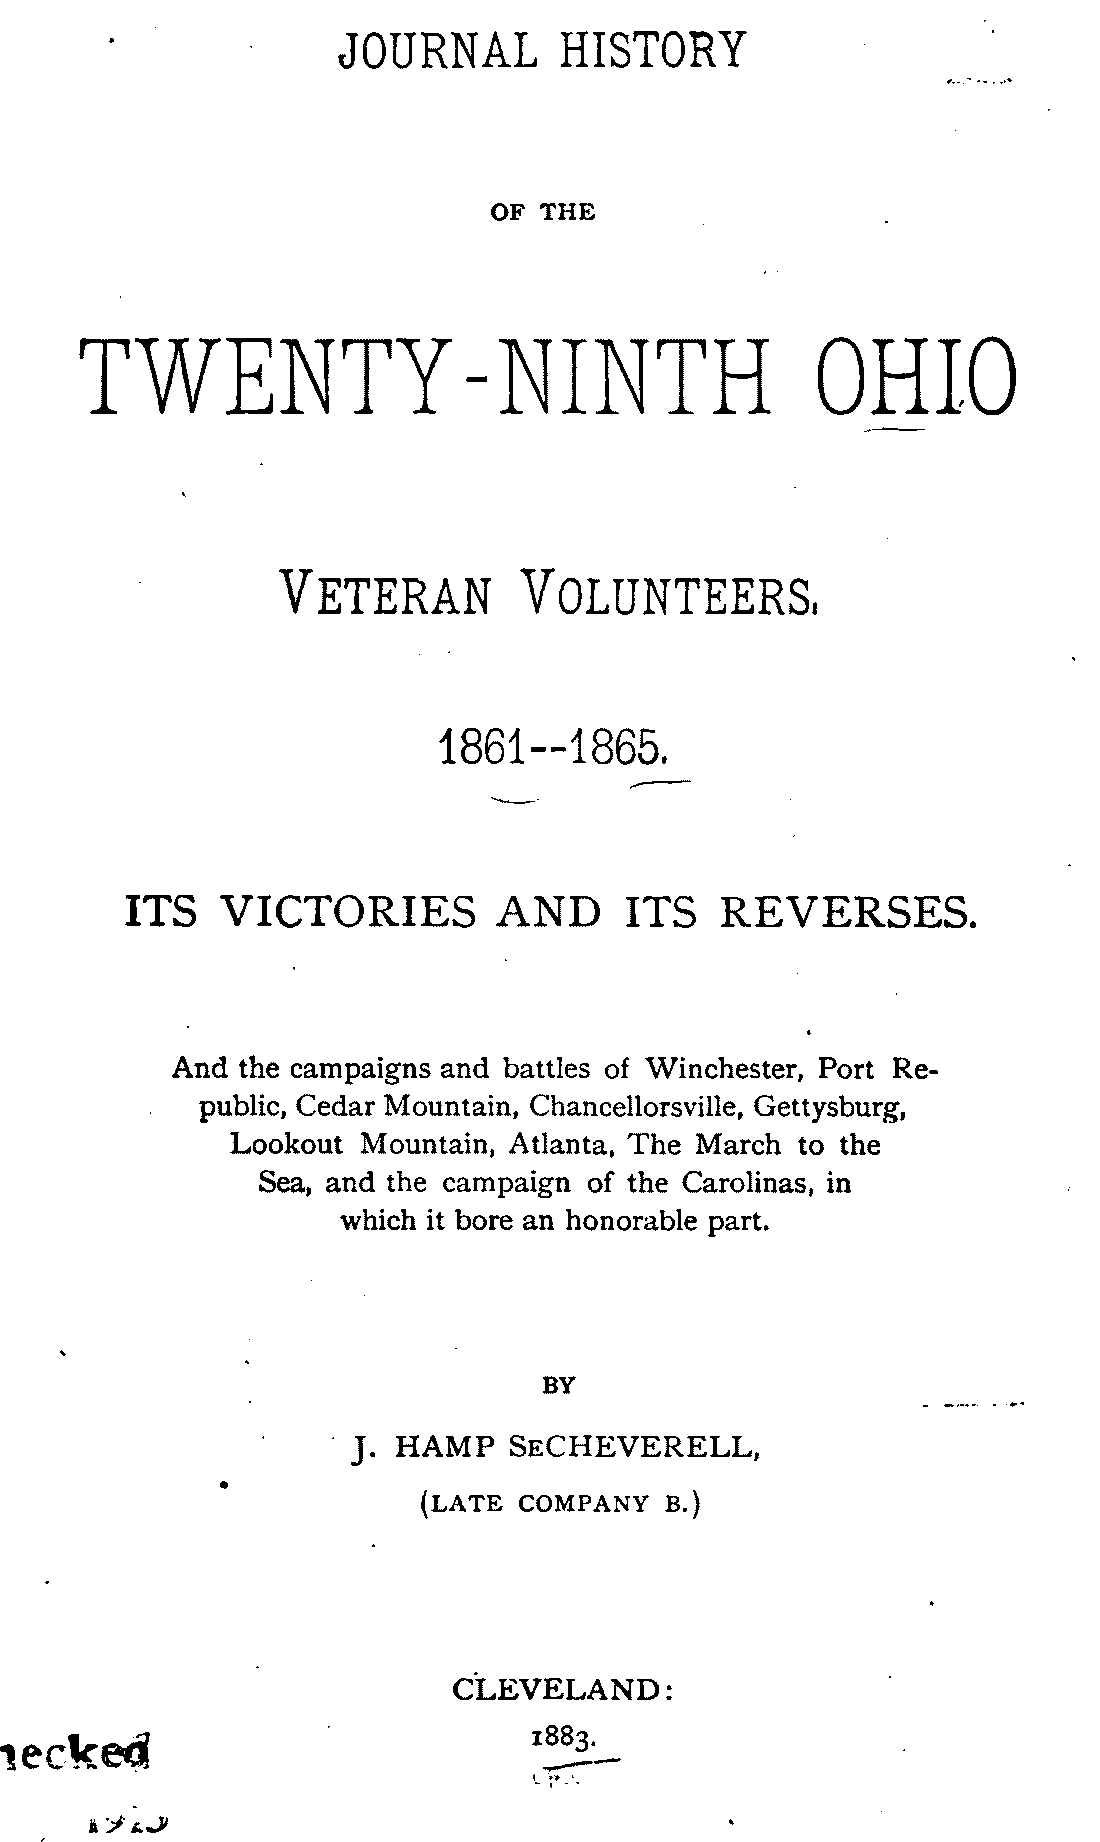 JOURNAL HISTORY
OF THE
TWENTY-NINTH OHIO
VETERAN VOLUNTEERS.
1861--1865.
ITS VICTORIES AND ITS REVERSES.
And the campaigns and battles of Winchester, Port Re-
public, Cedar Mountain, Chancellorsville, Gettysburg,
Lookout Mountain, Atlanta, The March to the
Sea, and the campaign of the Carolinas, in
which it bore an honorable part.
BY
J. HAMP SECHEVERELL,
(LATE COMPANY B.)
CLEVELAND:
1883.
necked